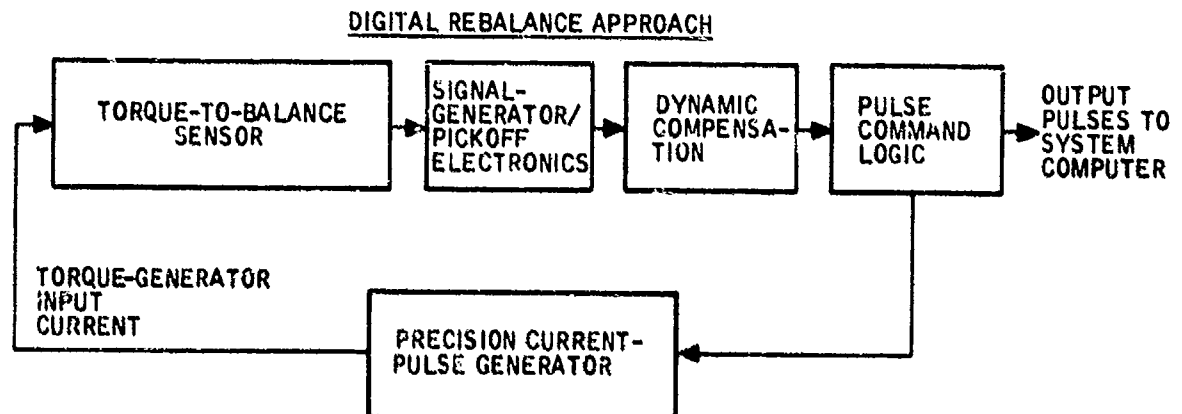 DIGITAL REBALANCE APPROACH
TORQUE-TO-BALANCE
SENSOR
SIGNAL-
GENERATOR/
PICKOFF
ELECTRONICS
DYNAMIC
COMPENSA-
TION
PULSE
COMMAND
LOGIC
OUTPUT
PULSES TO
SYSTEM
COMPUTER
TORQUE-GENERATOR
INPUT
CURRENT
PRECISION CURRENT-
PULSE GENERATOR